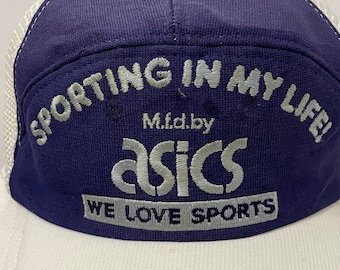 SPORTING IN MY LIFE!
M.f.d.by
asics
WE LOVE SPORTS